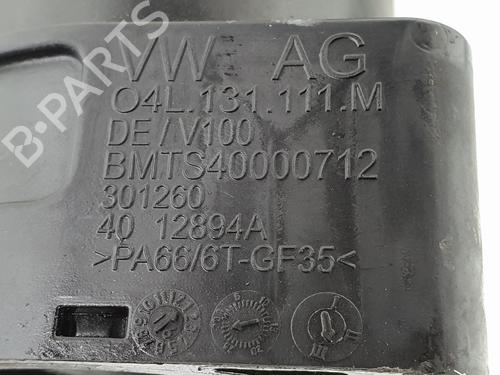 VW AG
O4L.131.111.M
DE/V100
BMTS40000712
301260
40 12894A
>PA66/6T-GF35<
B-PARTS